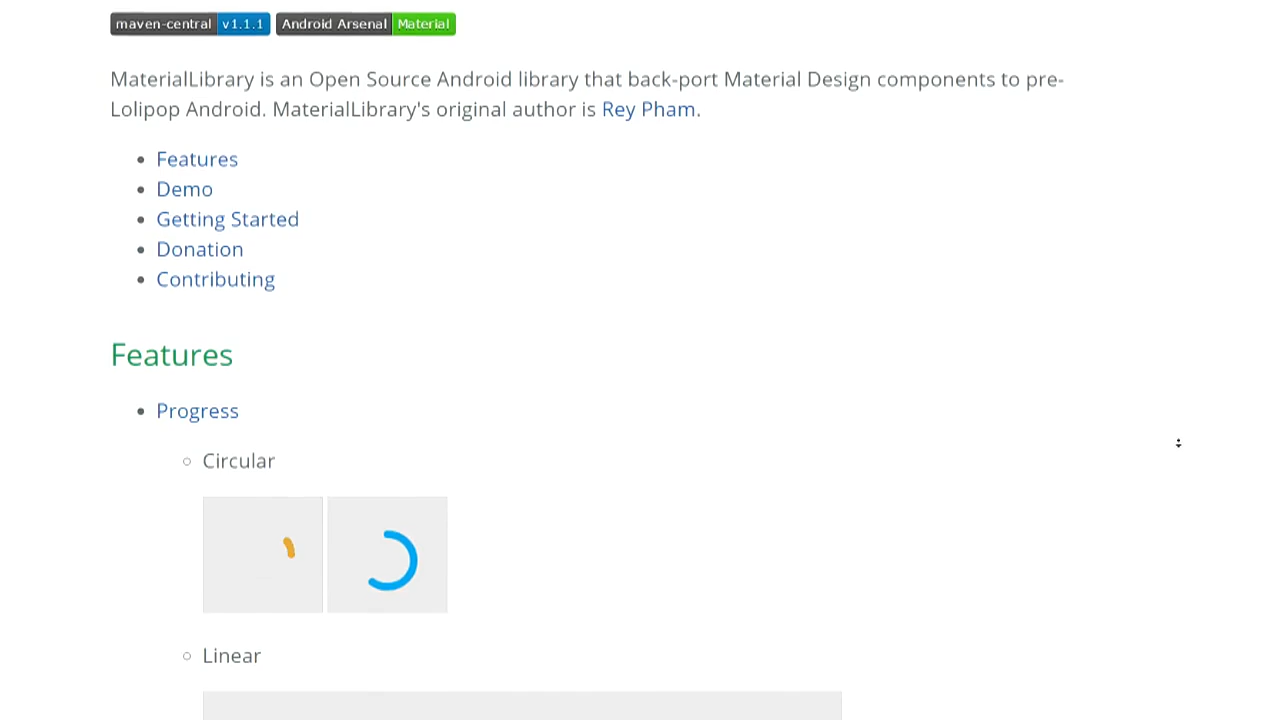 maven-central v1.1.1 Android Arsenal Material
MaterialLibrary is an Open Source Android library that back-port Material Design components to pre-
Lolipop Android. MaterialLibrary's original author is Rey Pham.
Features
Demo
Getting Started
Donation
Contributing
Features
Progress
Circular
Linear